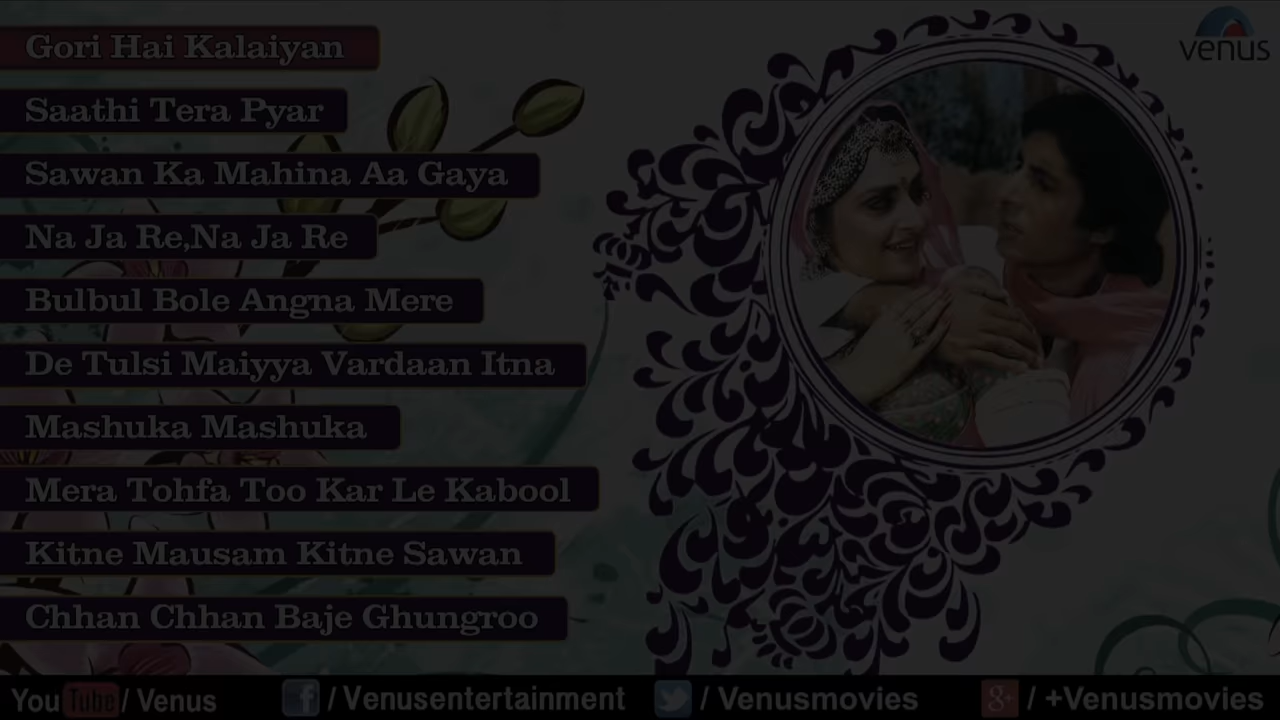 Gori Hai Kalaiyan
venus
Saathi Tera Pyar
Sawan Ka Mahina Aa Gaya
Na Ja Re,Na Ja Re
Bulbul Bole Angna Mere
De Tulsi Maiyya Vardaan Itna
Mashuka Mashuka
Mera Tohfa Too Kar Le Kabool
Kitne Mausam Kitne Sawan
Chhan Chhan Baje Ghungroo
You Tube / Venus f / Venusentertainment / Venusmovies g+ / +Venusmovies